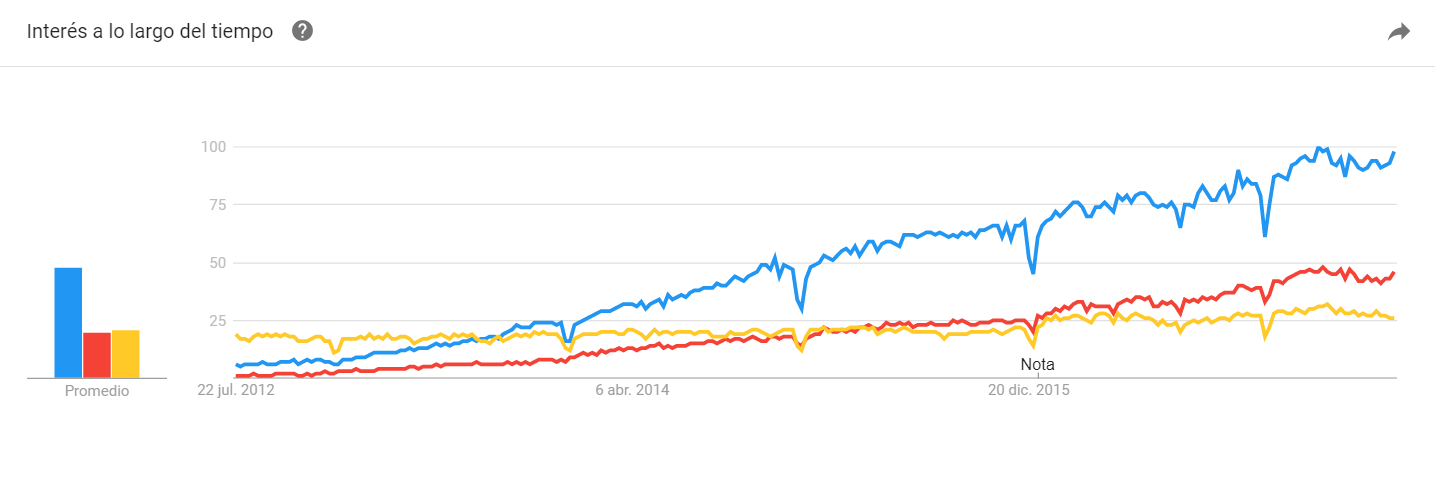 Interés a lo largo del tiempo
100
75
50
25
Nota
Promedio
22 jul. 2012
6 abr. 2014
20 dic. 2015